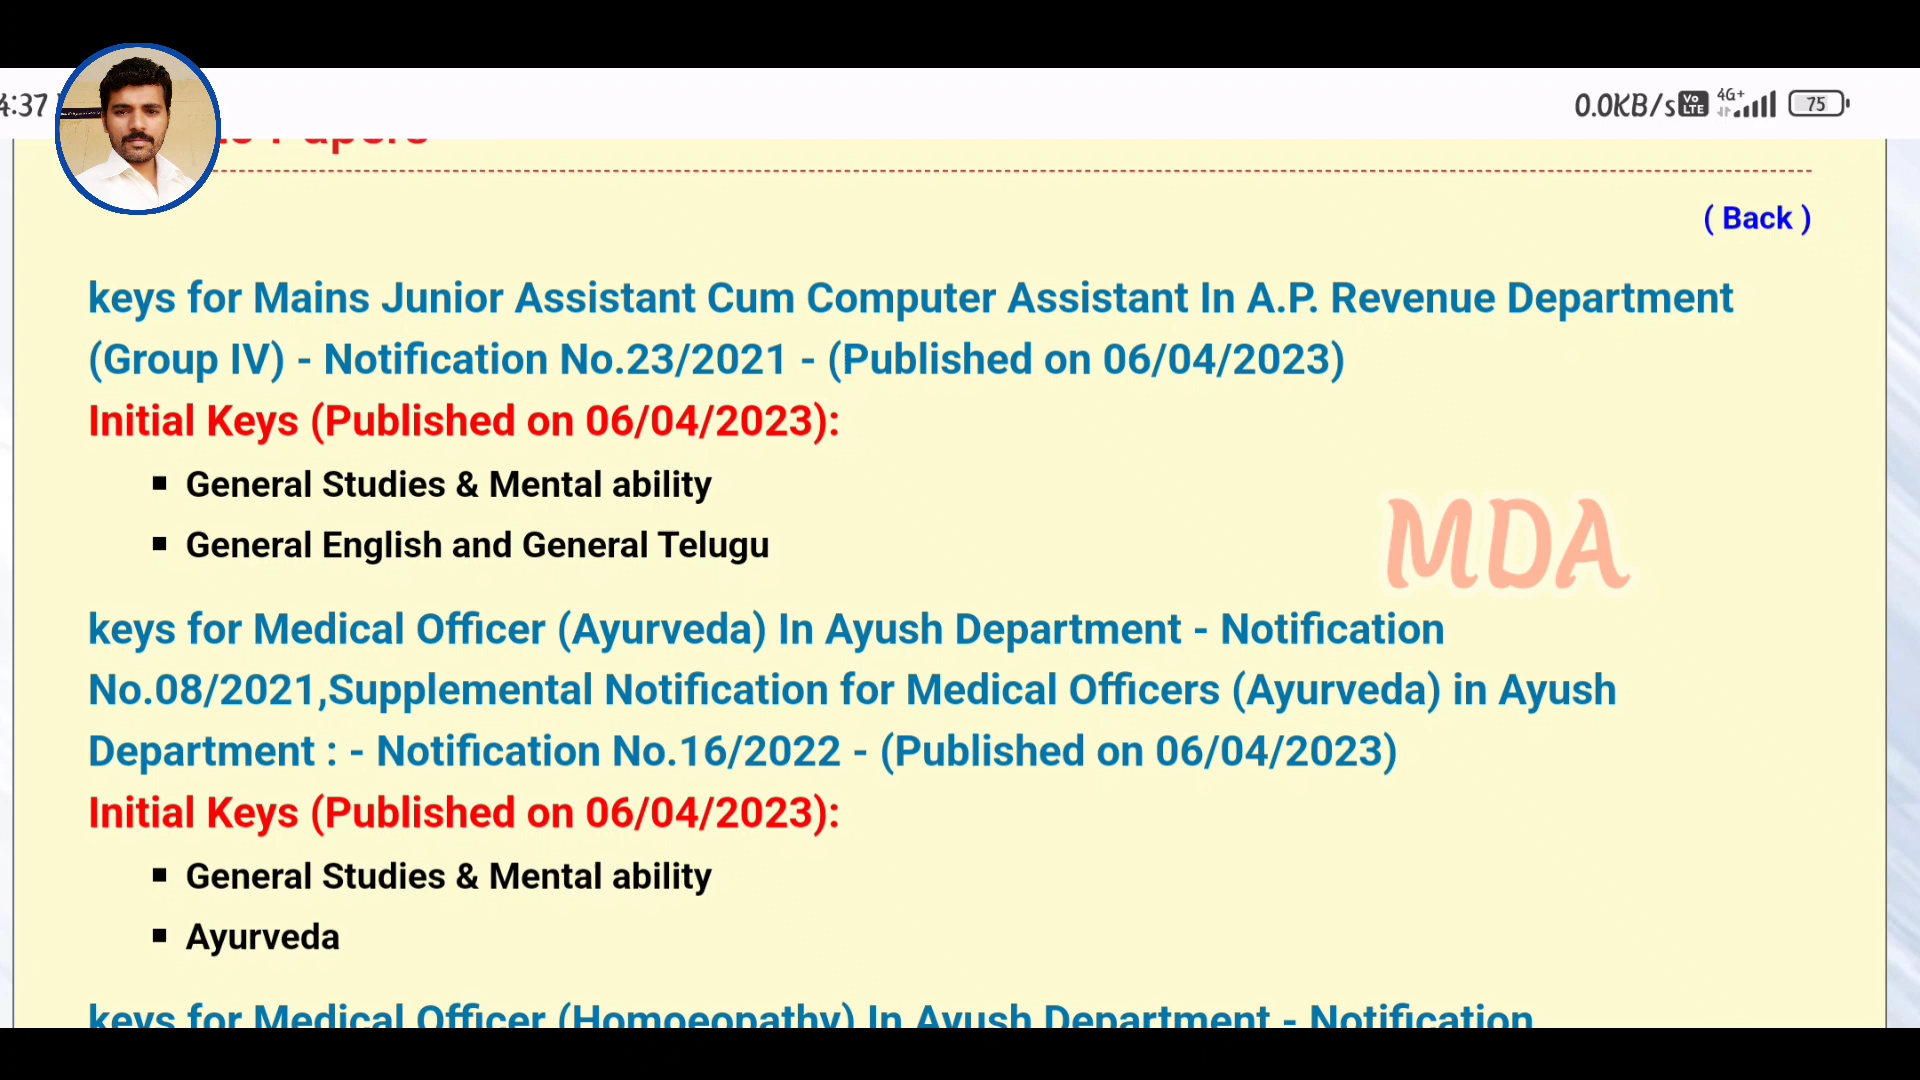 4:37
0.0KB/s Vo LTE 4G+ 75
Papers
( Back )
keys for Mains Junior Assistant Cum Computer Assistant In A.P. Revenue Department
(Group IV) - Notification No.23/2021 - (Published on 06/04/2023)
Initial Keys (Published on 06/04/2023):
▪ General Studies & Mental ability
▪ General English and General Telugu
MDA
keys for Medical Officer (Ayurveda) In Ayush Department - Notification
No.08/2021,Supplemental Notification for Medical Officers (Ayurveda) in Ayush
Department : - Notification No.16/2022 - (Published on 06/04/2023)
Initial Keys (Published on 06/04/2023):
▪ General Studies & Mental ability
▪ Ayurveda
keys for Medical Officer (Homoeopathy) In Ayush Department - Notification